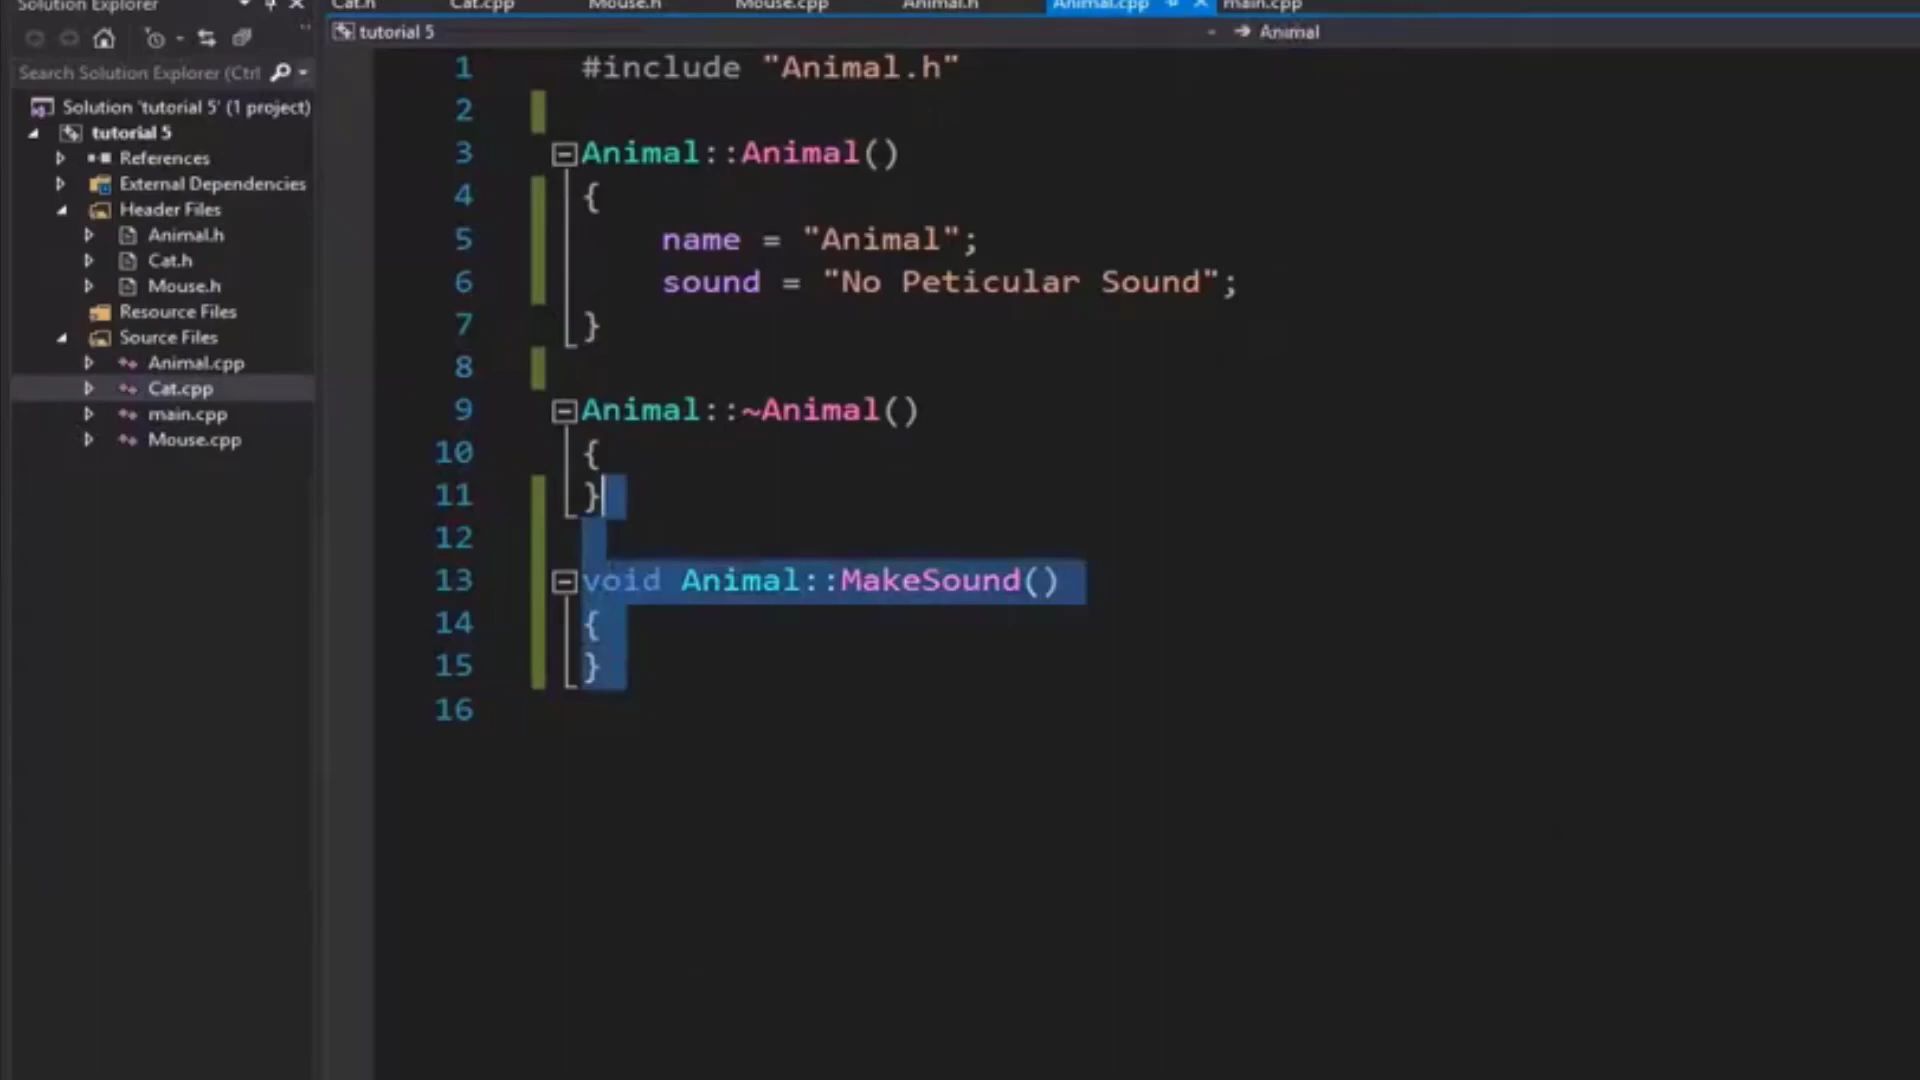 Solution Explorer
Cat.h Cat.cpp Mouse.h Mouse.cpp Animal.h Animal.cpp main.cpp
Search Solution Explorer (Ctrl
tutorial 5 Animal
Solution 'tutorial 5' (1 project)
tutorial 5
References
External Dependencies
Header Files
Animal.h
Cat.h
Mouse.h
Resource Files
Source Files
Animal.cpp
Cat.cpp
main.cpp
Mouse.cpp
1 #include "Animal.h"
2
3 Animal::Animal()
4 {
5 name = "Animal";
6 sound = "No Peticular Sound";
7 }
8
9 Animal::~Animal()
10 {
11 }
12
13 void Animal::MakeSound()
14 {
15 }
16